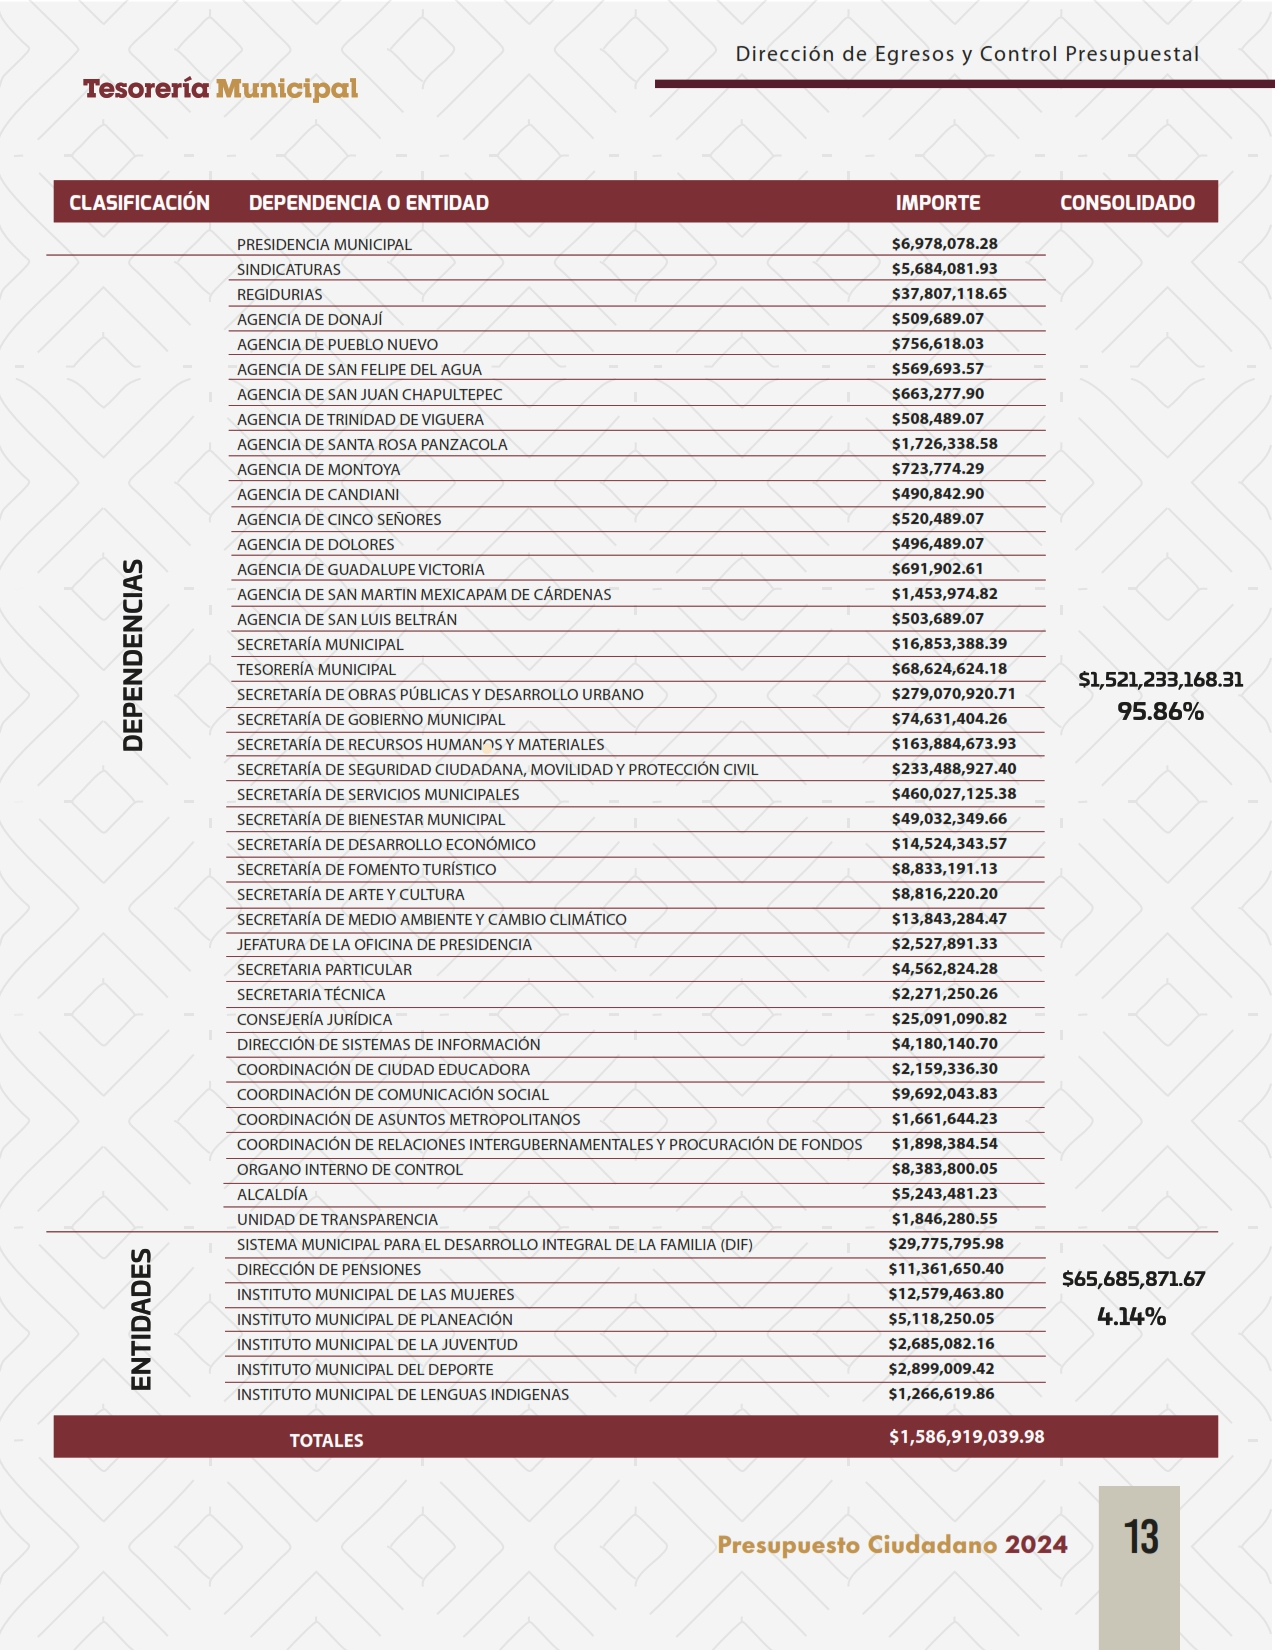 Dirección de Egresos y Control Presupuestal
Tesorería Municipal
CLASIFICACIÓN DEPENDENCIA O ENTIDAD IMPORTE CONSOLIDADO
PRESIDENCIA MUNICIPAL $6,978,078.28
SINDICATURAS $5,684,081.93
REGIDURIAS $37,807,118.65
AGENCIA DE DONAJÍ $509,689.07
AGENCIA DE PUEBLO NUEVO $756,618.03
AGENCIA DE SAN FELIPE DEL AGUA $569,693.57
AGENCIA DE SAN JUAN CHAPULTEPEC $663,277.90
AGENCIA DE TRINIDAD DE VIGUERA $508,489.07
AGENCIA DE SANTA ROSA PANZACOLA $1,726,338.58
AGENCIA DE MONTOYA $723,774.29
AGENCIA DE CANDIANI $490,842.90
AGENCIA DE CINCO SEÑORES $520,489.07
AGENCIA DE DOLORES $496,489.07
AGENCIA DE GUADALUPE VICTORIA $691,902.61
AGENCIA DE SAN MARTIN MEXICAPAM DE CÁRDENAS $1,453,974.82
AGENCIA DE SAN LUIS BELTRÁN $503,689.07
SECRETARÍA MUNICIPAL $16,853,388.39
TESORERÍA MUNICIPAL $68,624,624.18
SECRETARÍA DE OBRAS PÚBLICAS Y DESARROLLO URBANO $279,070,920.71
SECRETARÍA DE GOBIERNO MUNICIPAL $74,631,404.26
SECRETARÍA DE RECURSOS HUMANOS Y MATERIALES $163,884,673.93
SECRETARÍA DE SEGURIDAD CIUDADANA, MOVILIDAD Y PROTECCIÓN CIVIL $233,488,927.40
SECRETARÍA DE SERVICIOS MUNICIPALES $460,027,125.38
SECRETARÍA DE BIENESTAR MUNICIPAL $49,032,349.66
SECRETARÍA DE DESARROLLO ECONÓMICO $14,524,343.57
SECRETARÍA DE FOMENTO TURÍSTICO $8,833,191.13
SECRETARÍA DE ARTE Y CULTURA $8,816,220.20
SECRETARÍA DE MEDIO AMBIENTE Y CAMBIO CLIMÁTICO $13,843,284.47
JEFATURA DE LA OFICINA DE PRESIDENCIA $2,527,891.33
SECRETARIA PARTICULAR $4,562,824.28
SECRETARIA TÉCNICA $2,271,250.26
CONSEJERÍA JURÍDICA $25,091,090.82
DIRECCIÓN DE SISTEMAS DE INFORMACIÓN $4,180,140.70
COORDINACIÓN DE CIUDAD EDUCADORA $2,159,336.30
COORDINACIÓN DE COMUNICACIÓN SOCIAL $9,692,043.83
COORDINACIÓN DE ASUNTOS METROPOLITANOS $1,661,644.23
COORDINACIÓN DE RELACIONES INTERGUBERNAMENTALES Y PROCURACIÓN DE FONDOS $1,898,384.54
ORGANO INTERNO DE CONTROL $8,383,800.05
ALCALDÍA $5,243,481.23
UNIDAD DE TRANSPARENCIA $1,846,280.55
DEPENDENCIAS
$1,521,233,168.31
95.86%
SISTEMA MUNICIPAL PARA EL DESARROLLO INTEGRAL DE LA FAMILIA (DIF) $29,775,795.98
DIRECCIÓN DE PENSIONES $11,361,650.40
INSTITUTO MUNICIPAL DE LAS MUJERES $12,579,463.80
INSTITUTO MUNICIPAL DE PLANEACIÓN $5,118,250.05
INSTITUTO MUNICIPAL DE LA JUVENTUD $2,685,082.16
INSTITUTO MUNICIPAL DEL DEPORTE $2,899,009.42
INSTITUTO MUNICIPAL DE LENGUAS INDIGENAS $1,266,619.86
ENTIDADES
$65,685,871.67
4.14%
TOTALES $1,586,919,039.98
Presupuesto Ciudadano 2024
13